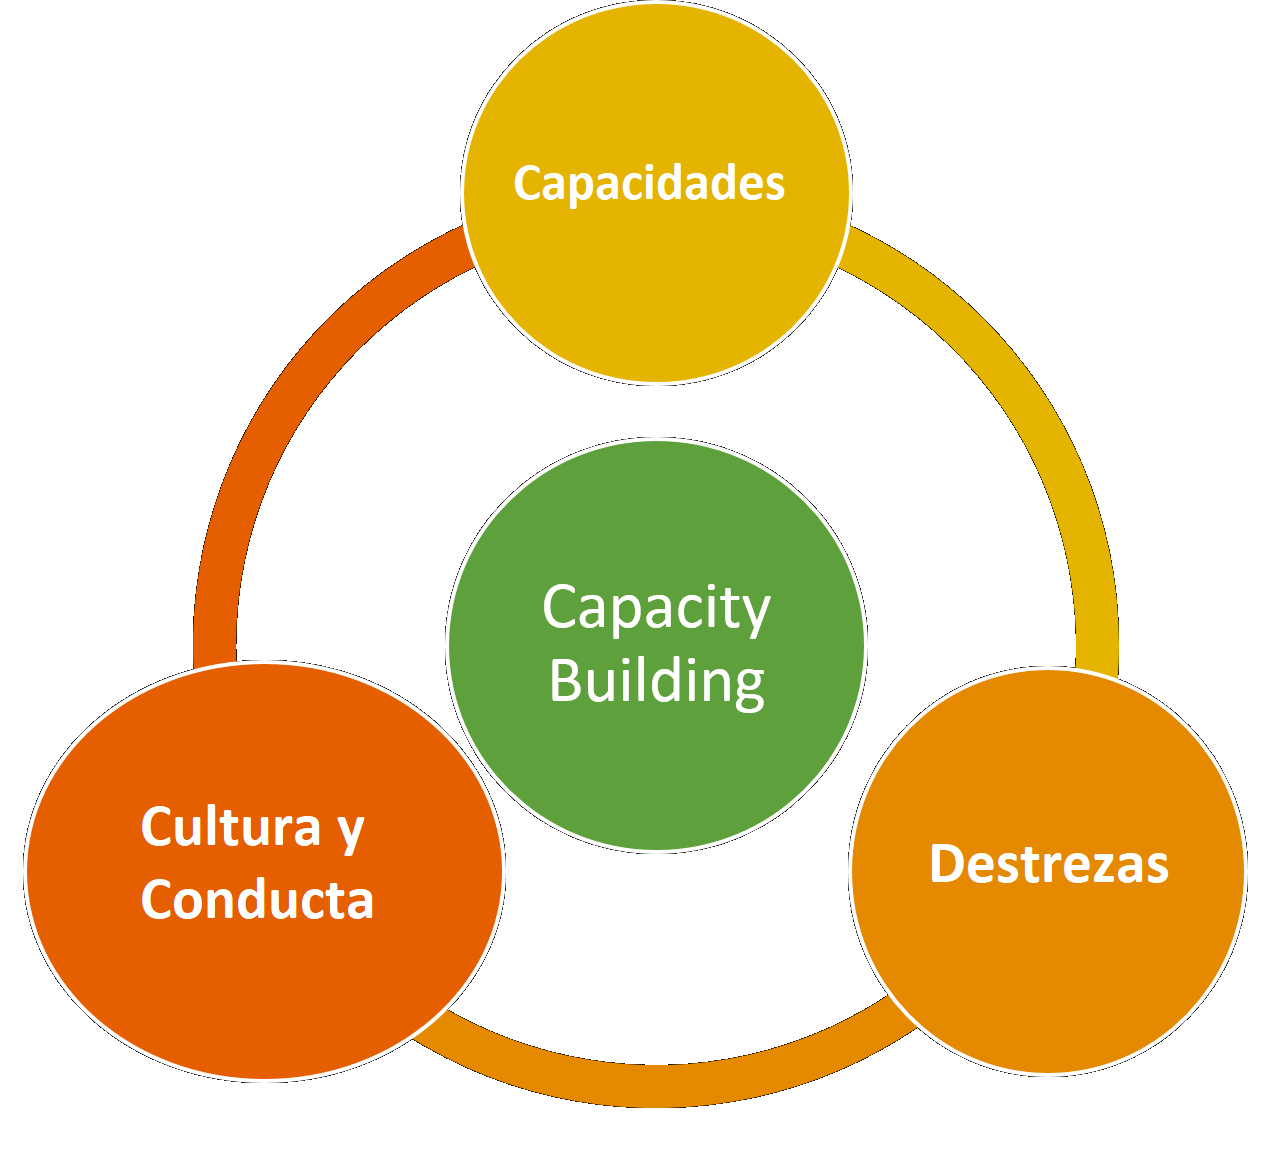 Capacidades
Capacity
Building
Cultura y
Conducta
Destrezas